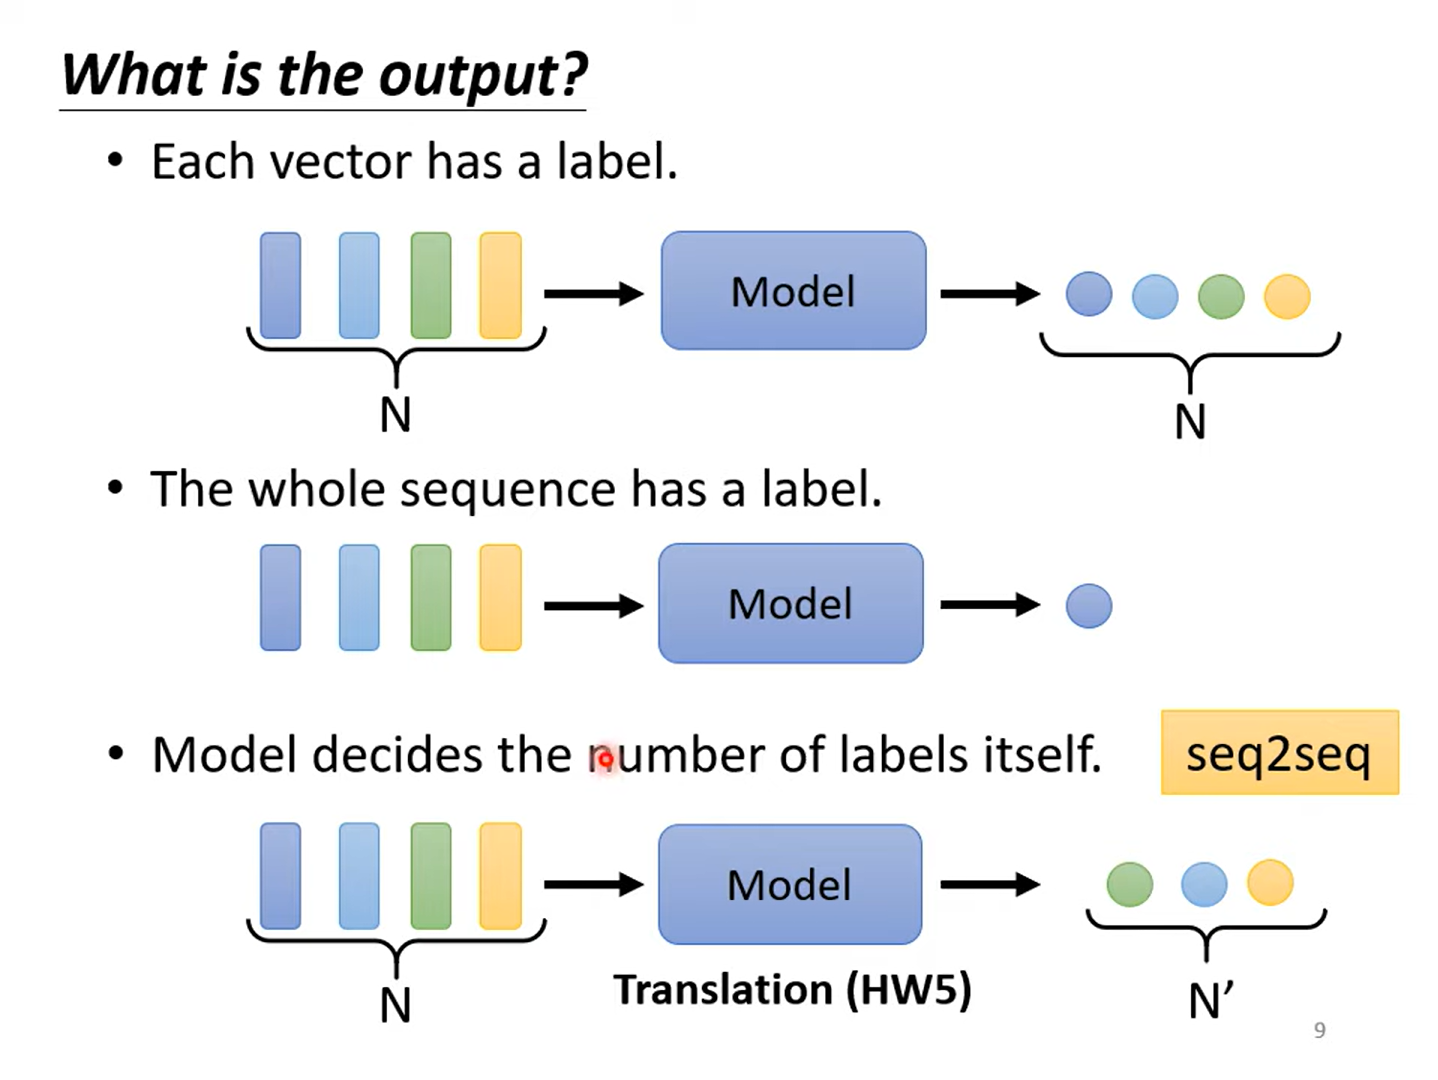 What is the output?
• Each vector has a label.
Model
N
N
• The whole sequence has a label.
Model
• Model decides the number of labels itself.
seq2seq
Model
Translation (HW5)
N
N’
9